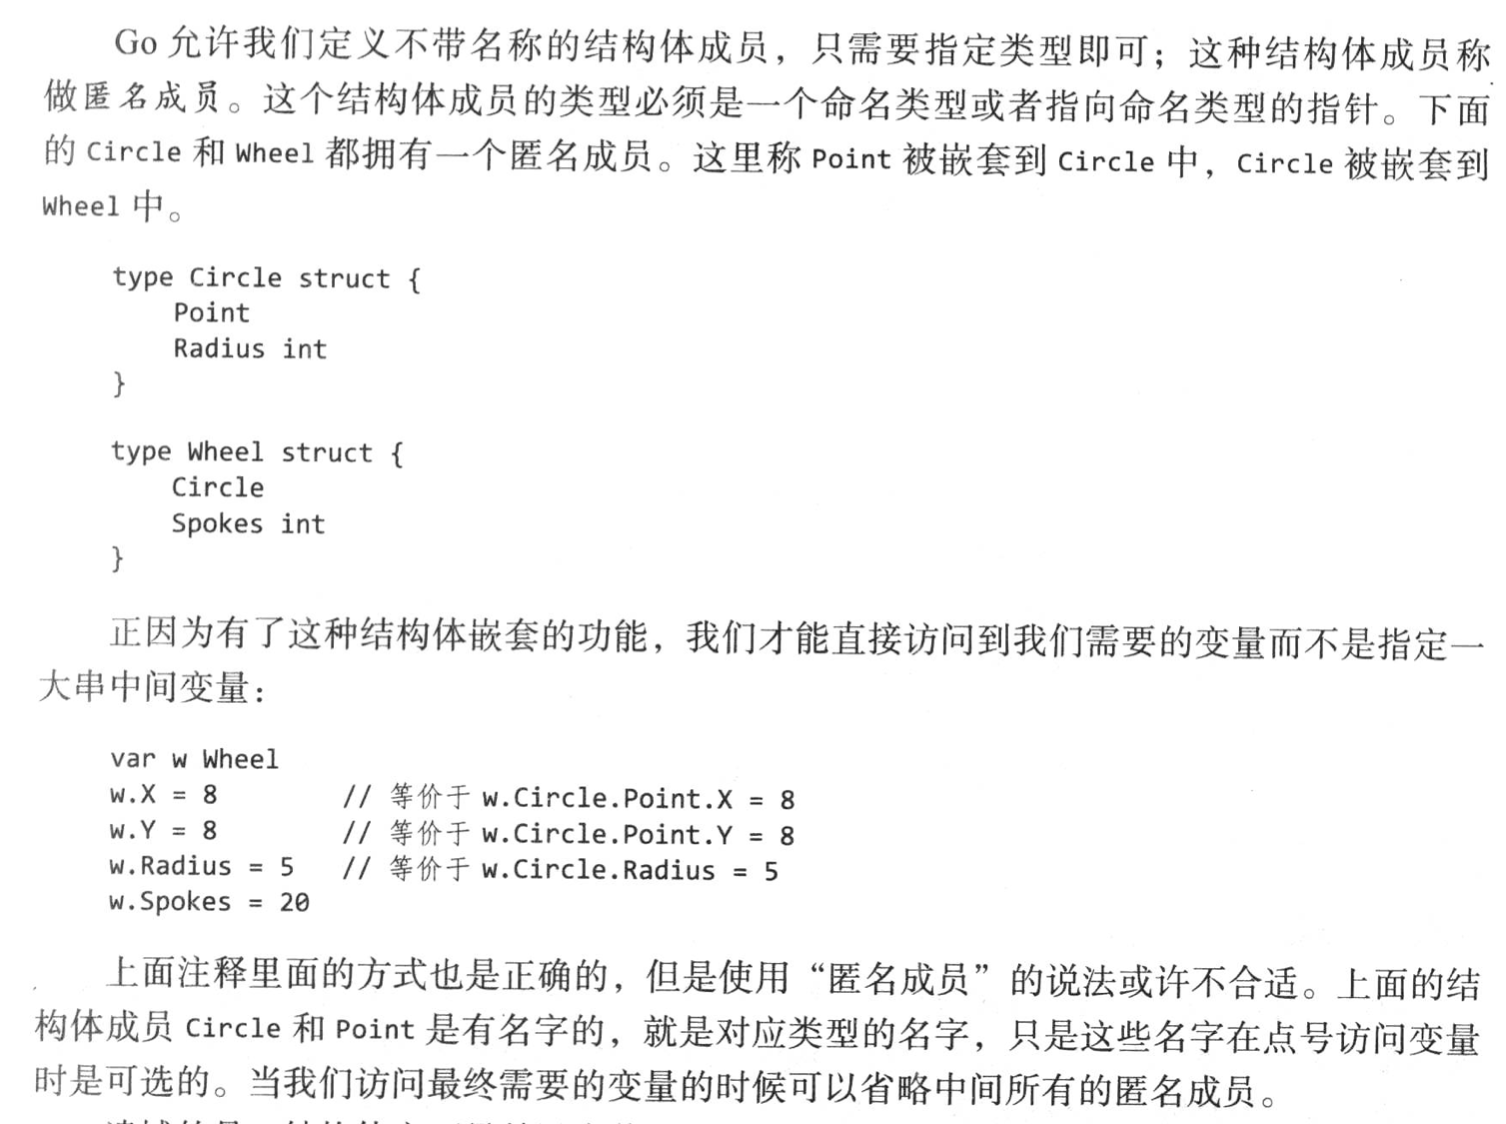 Go 允许我们定义不带名称的结构体成员，只需要指定类型即可；这种结构体成员称
做匿名成员。这个结构体成员的类型必须是一个命名类型或者指向命名类型的指针。下面
的 Circle 和 Wheel 都拥有一个匿名成员。这里称 Point 被嵌套到 Circle 中，Circle 被嵌套到
Wheel 中。
type Circle struct {
    Point
    Radius int
}
type Wheel struct {
    Circle
    Spokes int
}
正因为有了这种结构体嵌套的功能，我们才能直接访问到我们需要的变量而不是指定一
大串中间变量：
var w Wheel
w.X = 8        // 等价于 w.Circle.Point.X = 8
w.Y = 8        // 等价于 w.Circle.Point.Y = 8
w.Radius = 5   // 等价于 w.Circle.Radius = 5
w.Spokes = 20
上面注释里面的方式也是正确的，但是使用“匿名成员”的说法或许不合适。上面的结
构体成员 Circle 和 Point 是有名字的，就是对应类型的名字，只是这些名字在点号访问变量
时是可选的。当我们访问最终需要的变量的时候可以省略中间所有的匿名成员。